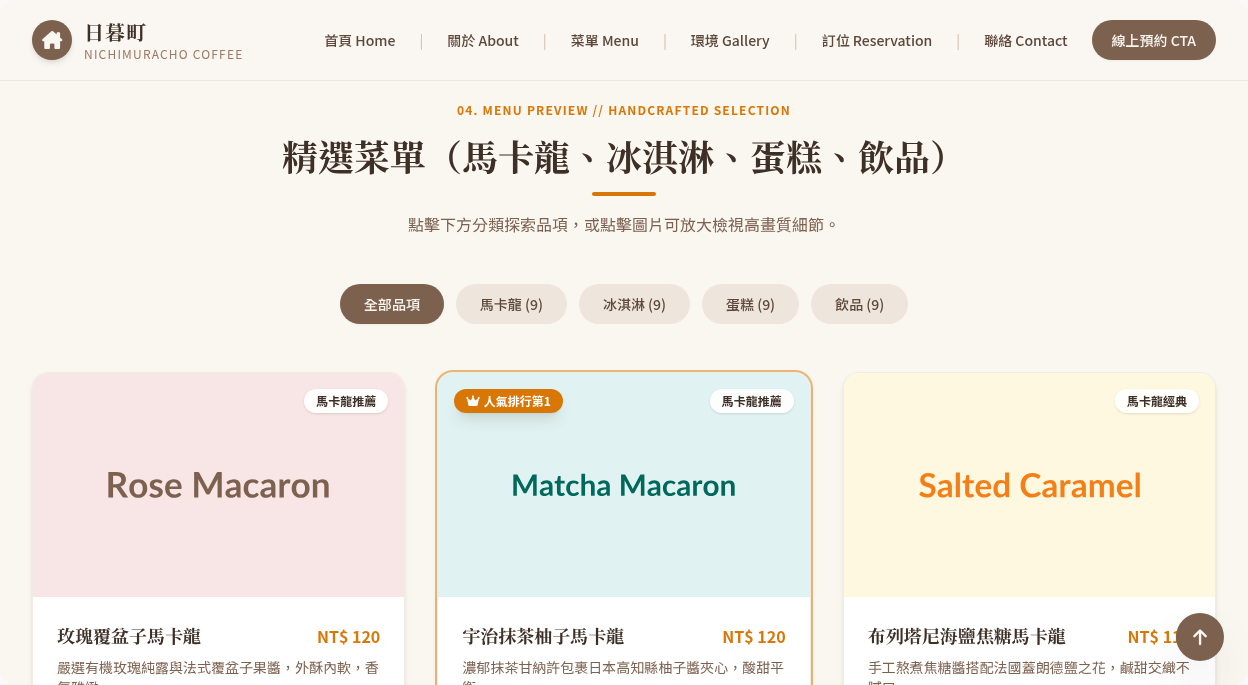 日暮町
NICHIMURACHO COFFEE
首頁 Home | 關於 About | 菜單 Menu | 環境 Gallery | 訂位 Reservation | 聯絡 Contact
線上預約 CTA
04. MENU PREVIEW // HANDCRAFTED SELECTION
精選菜單（馬卡龍、冰淇淋、蛋糕、飲品）
點擊下方分類探索品項，或點擊圖片可放大檢視高畫質細節。
全部品項
馬卡龍 (9)
冰淇淋 (9)
蛋糕 (9)
飲品 (9)
馬卡龍推薦
Rose Macaron
玫瑰覆盆子馬卡龍
NT$ 120
嚴選有機玫瑰純露與法式覆盆子果醬，外酥內軟，香
人氣排行第1
馬卡龍推薦
Matcha Macaron
宇治抹茶柚子馬卡龍
NT$ 120
濃郁抹茶甘納許包裹日本高知縣柚子醬夾心，酸甜平
馬卡龍經典
Salted Caramel
布列塔尼海鹽焦糖馬卡龍
NT$
手工熬煮焦糖醬搭配法國蓋朗德鹽之花，鹹甜交織不